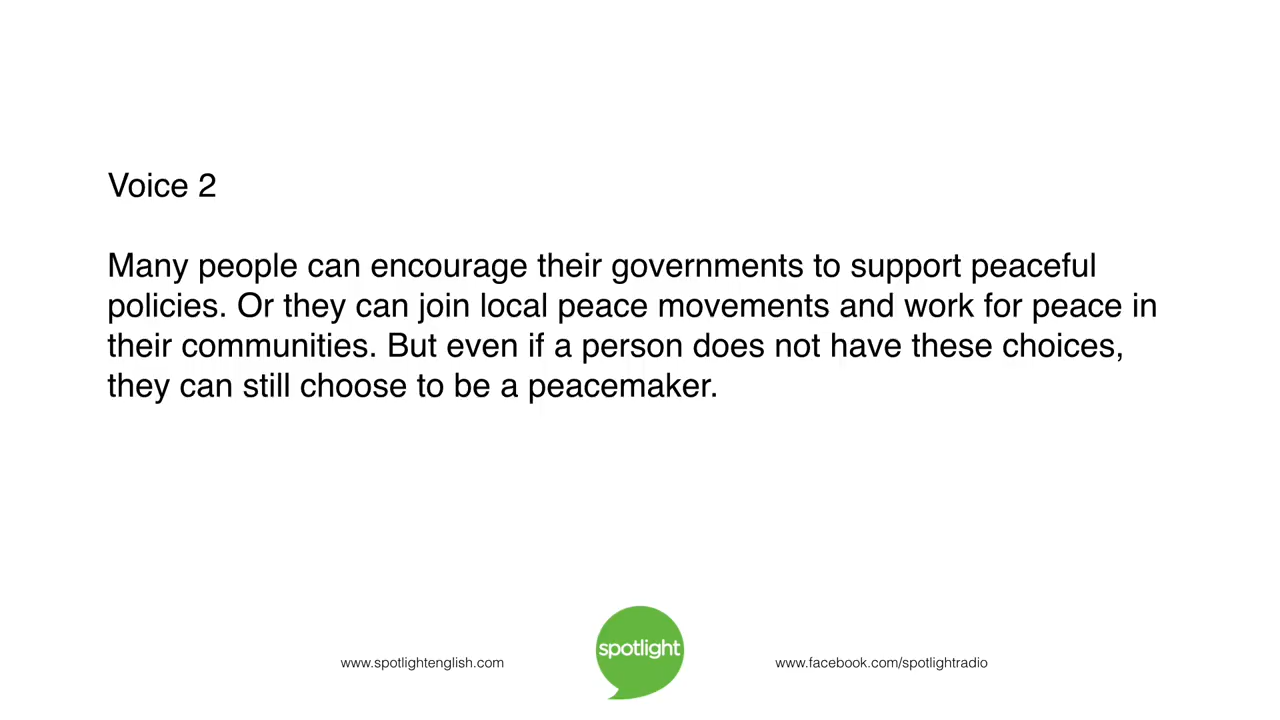 Voice 2
Many people can encourage their governments to support peaceful
policies. Or they can join local peace movements and work for peace in
their communities. But even if a person does not have these choices,
they can still choose to be a peacemaker.
www.spotlightenglish.com
spotlight
www.facebook.com/spotlightradio